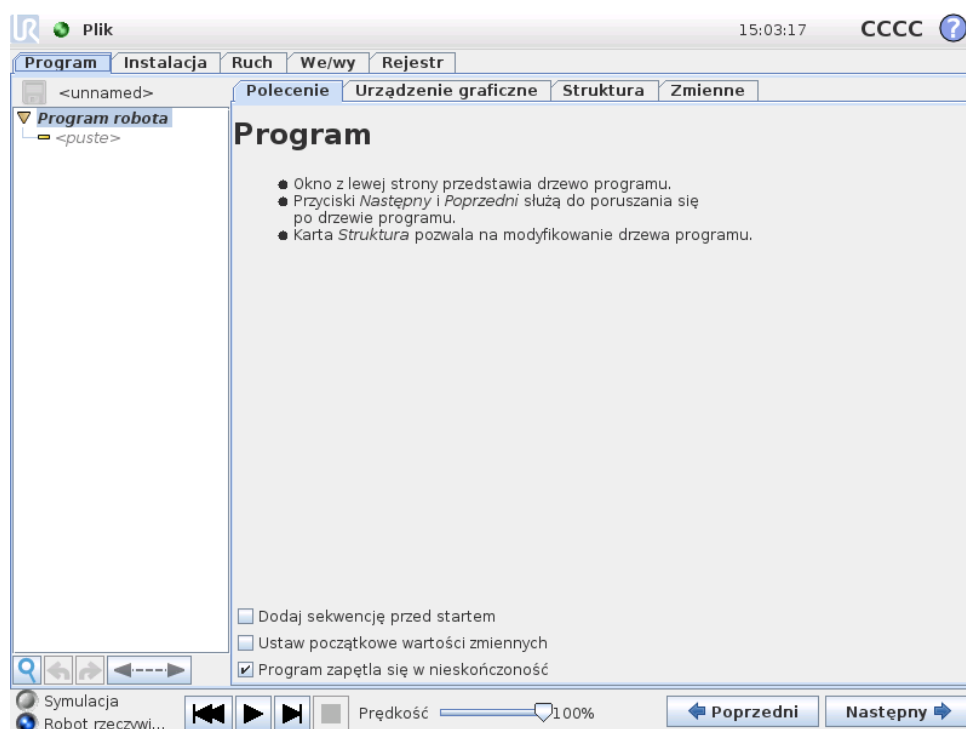 UR Plik 15:03:17 CCCC ?
Program Instalacja Ruch We/wy Rejestr
<unnamed> Polecenie Urządzenie graficzne Struktura Zmienne
Program robota
<puste>
Program
Okno z lewej strony przedstawia drzewo programu.
Przyciski Następny i Poprzedni służą do poruszania się
po drzewie programu.
Karta Struktura pozwala na modyfikowanie drzewa programu.
Dodaj sekwencję przed startem
Ustaw początkowe wartości zmiennych
Program zapętla się w nieskończoność
Symulacja
Robot rzeczywi...
Prędkość 100% Poprzedni Następny